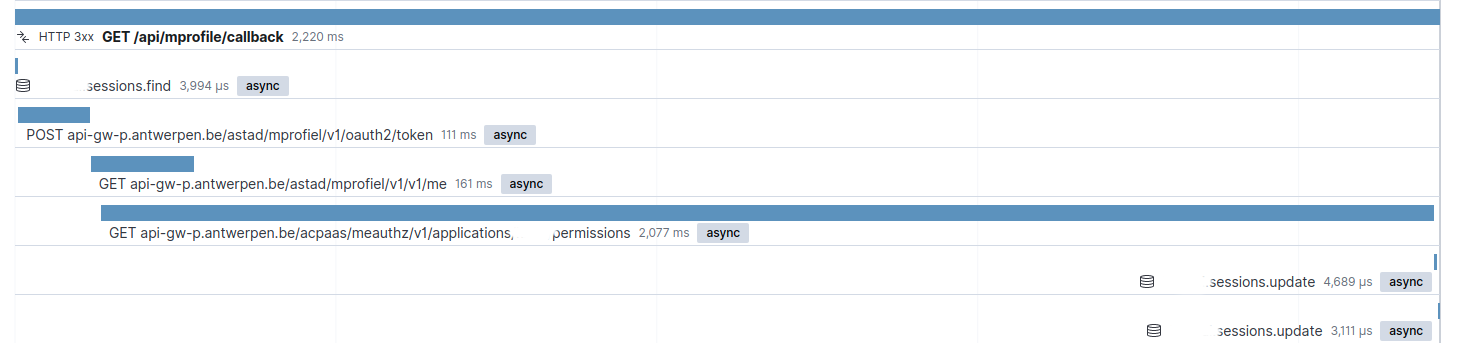 HTTP 3xx GET /api/mprofile/callback 2,220 ms
sessions.find 3,994 μs async
POST api-gw-p.antwerpen.be/astad/mprofiel/v1/oauth2/token 111 ms async
GET api-gw-p.antwerpen.be/astad/mprofiel/v1/v1/me 161 ms async
GET api-gw-p.antwerpen.be/acpaas/meauthz/v1/applications, permissions 2,077 ms async
sessions.update 4,689 μs async
sessions.update 3,111 μs async